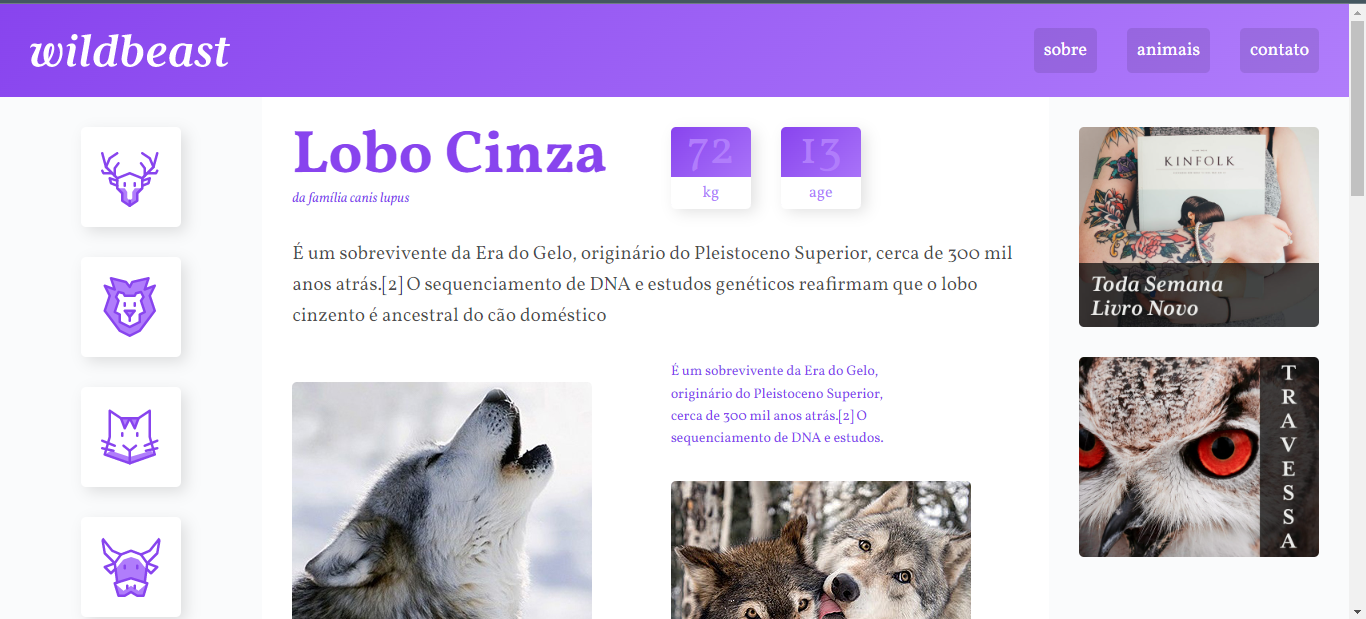 wildbeast
sobre
animais
contato
Lobo Cinza
da família canis lupus
72
kg
13
age
É um sobrevivente da Era do Gelo, originário do Pleistoceno Superior, cerca de 300 mil
anos atrás.[2] O sequenciamento de DNA e estudos genéticos reafirmam que o lobo
cinzento é ancestral do cão doméstico
É um sobrevivente da Era do Gelo,
originário do Pleistoceno Superior,
cerca de 300 mil anos atrás.[2] O
sequenciamento de DNA e estudos.
KINFOLK
Toda Semana
Livro Novo
TRAVESSA